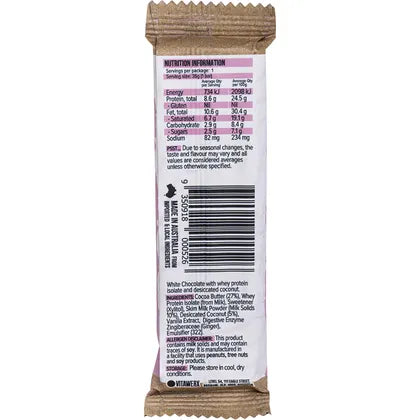 NUTRITION INFORMATION
Servings per package: 1
Serving size: 35g (1 bar)
Average Qty per Serving Average Qty per 100g
Energy 734 kJ 2098 kJ
Protein, total 8.6 g 24.5 g
- Gluten Nil Nil
Fat, total 10.6 g 30.4 g
- Saturated 6.7 g 19.1 g
Carbohydrate 2.9 g 8.4 g
- Sugars 2.5 g 7.1 g
Sodium 82 mg 234 mg
PSST... Due to seasonal changes, the
taste and flavour may vary and all
values are considered averages
unless otherwise stated.
MADE IN AUSTRALIA FROM
IMPORTED & LOCAL INGREDIENTS
9 350918 000526
White Chocolate with whey protein
isolate and desiccated coconut.
INGREDIENTS: Cocoa Butter (27%), Whey
Protein Isolate (from Milk), Sweetener
(Xylitol), Skim Milk Powder (Milk Solids
10%), Desiccated Coconut (5%),
Vanilla Extract, Digestive Enzyme
Zingiberaceae (Ginger),
Emulsifier (322)
ALLERGEN DISCLAIMER: This product
contains milk solids and may contain
traces of soy. It is manufactured in
a facility that uses peanuts, tree nuts
and soy products.
STORAGE: Please store in cool, dry
conditions.
VITAWERX